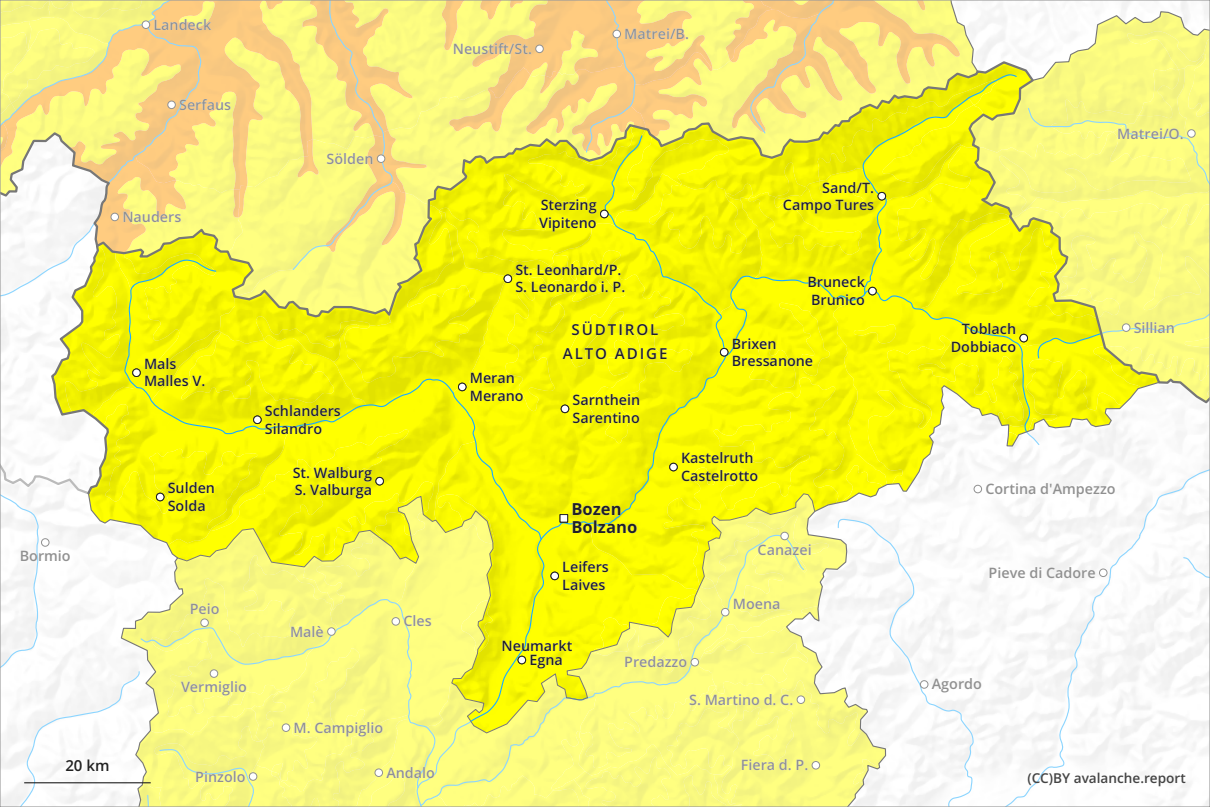 Landeck
Neustift/St.
Matrei/B.
Serfaus
Matrei/O.
Sölden
Nauders
Sand/T.
Campo Tures
Sterzing
Vipiteno
St. Leonhard/P.
S. Leonardo i. P.
Bruneck
Brunico
SÜDTIROL
ALTO ADIGE
Toblach
Dobbiaco
Sillian
Brixen
Bressanone
Mals
Malles V.
Meran
Merano
Schlanders
Silandro
Sarnthein
Sarentino
Kastelruth
Castelrotto
St. Walburg
S. Valburga
Sulden
Solda
Cortina d'Ampezzo
Bozen
Bolzano
Bormio
Canazei
Leifers
Laives
Pieve di Cadore
Peio
Moena
Malè
Cles
Neumarkt
Egna
Predazzo
Vermiglio
Agordo
S. Martino d. C.
M. Campiglio
Fiera d. P.
20 km
Pinzolo
Andalo
(CC)BY avalanche.report